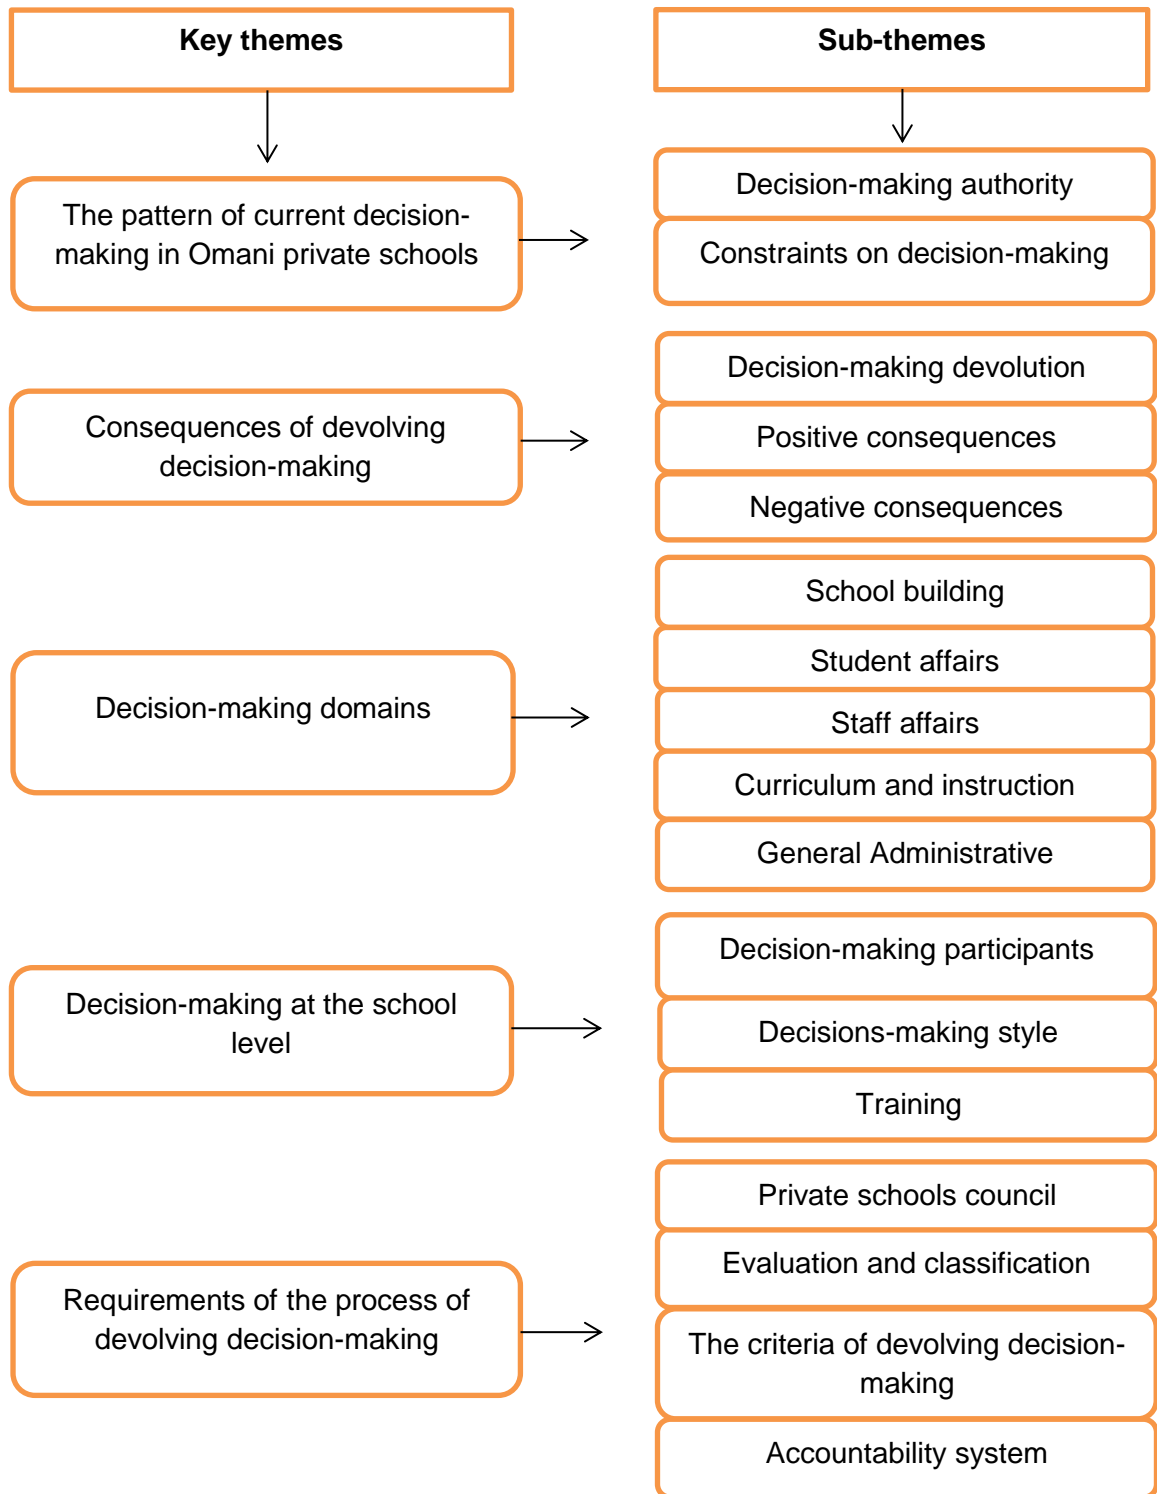 Key themes
Sub-themes
The pattern of current decision-
making in Omani private schools
Decision-making authority
Constraints on decision-making
Consequences of devolving
decision-making
Decision-making devolution
Positive consequences
Negative consequences
Decision-making domains
School building
Student affairs
Staff affairs
Curriculum and instruction
General Administrative
Decision-making at the school
level
Decision-making participants
Decisions-making style
Training
Requirements of the process of
devolving decision-making
Private schools council
Evaluation and classification
The criteria of devolving decision-
making
Accountability system